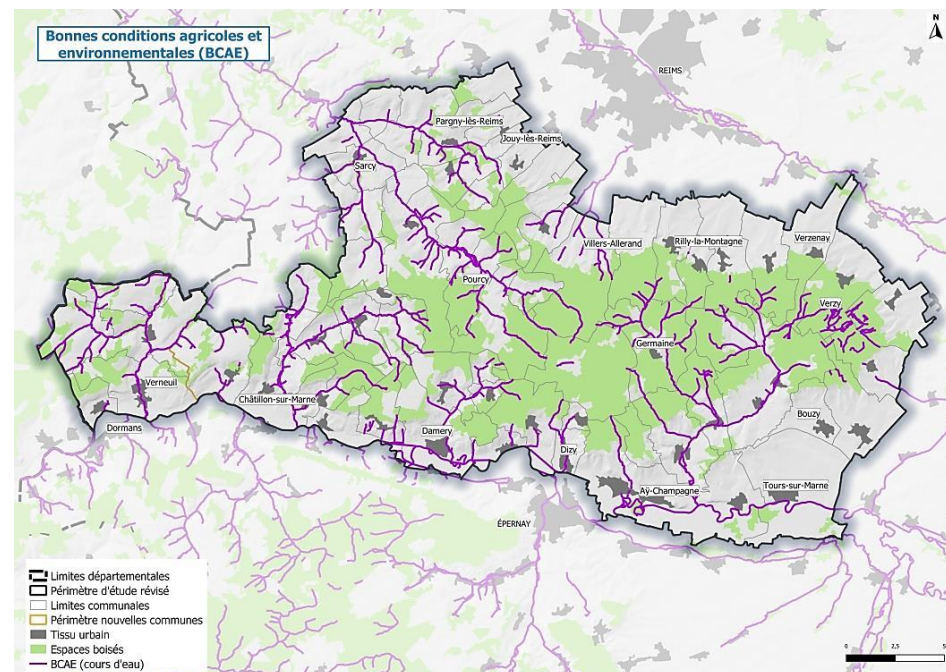 Bonnes conditions agricoles et
environnementales (BCAE)
N
REIMS
Pargny-lès-Reims
Jouy-lès-Reims
Sarcy
Villers-Allerand
Rilly-la-Montagne
Verzenay
Pourcy
Verzy
Germaine
Verneuil
Châtillon-sur-Marne
Bouzy
Dormans
Damery
Dizy
Aÿ-Champagne
Tours-sur-Marne
ÉPERNAY
Limites départementales
Périmètre d'étude révisé
Limites communales
Périmètre nouvelles communes
Tissu urbain
Espaces boisés
BCAE (cours d'eau)
0 2,5